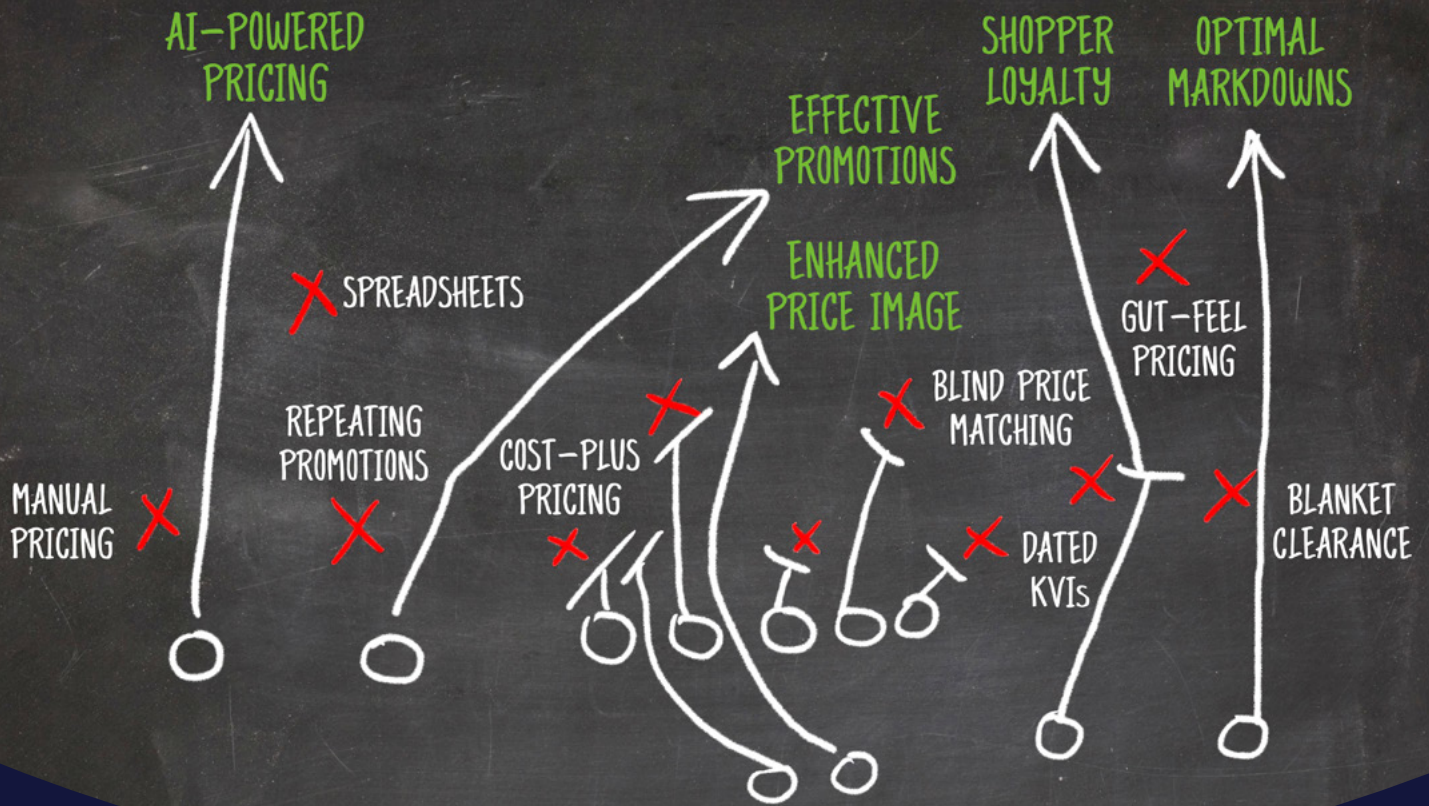 AI-POWERED
PRICING
SHOPPER
LOYALTY
OPTIMAL
MARKDOWNS
EFFECTIVE
PROMOTIONS
ENHANCED
PRICE IMAGE
SPREADSHEETS
GUT-FEEL
PRICING
BLIND PRICE
MATCHING
REPEATING
PROMOTIONS
COST-PLUS
PRICING
MANUAL
PRICING
BLANKET
CLEARANCE
DATED
KVIs